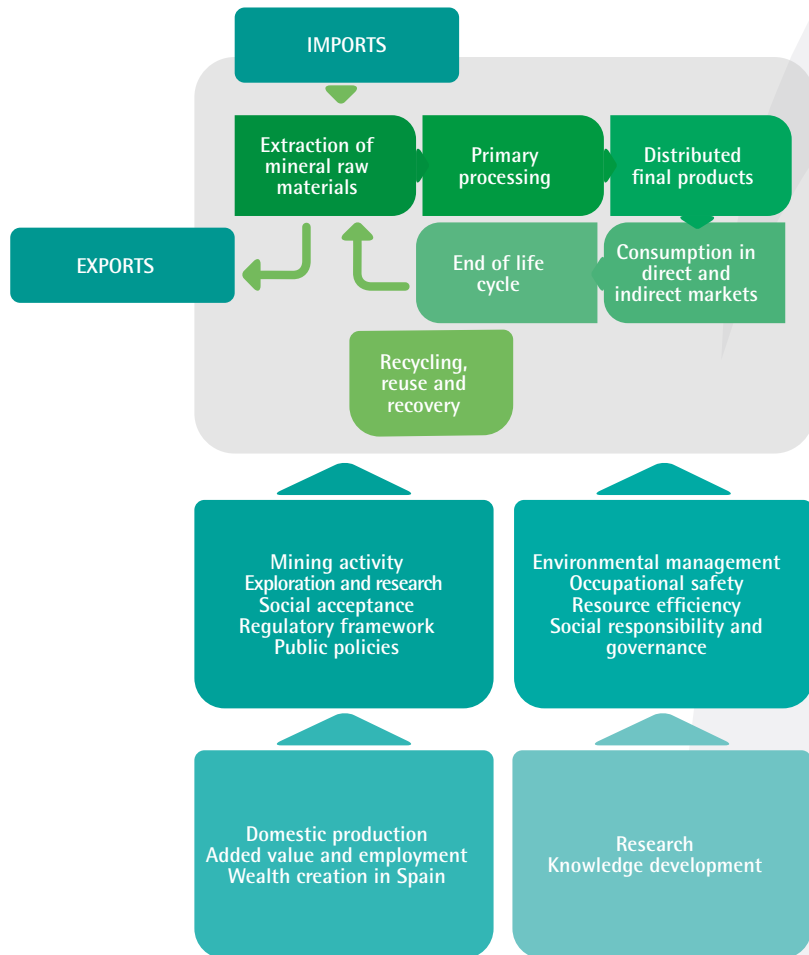 IMPORTS
Extraction of
mineral raw
materials
Primary
processing
Distributed
final products
EXPORTS
End of life
cycle
Consumption in
direct and
indirect markets
Recycling,
reuse and
recovery
Mining activity
Exploration and research
Social acceptance
Regulatory framework
Public policies
Environmental management
Occupational safety
Resource efficiency
Social responsibility and
governance
Domestic production
Added value and employment
Wealth creation in Spain
Research
Knowledge development